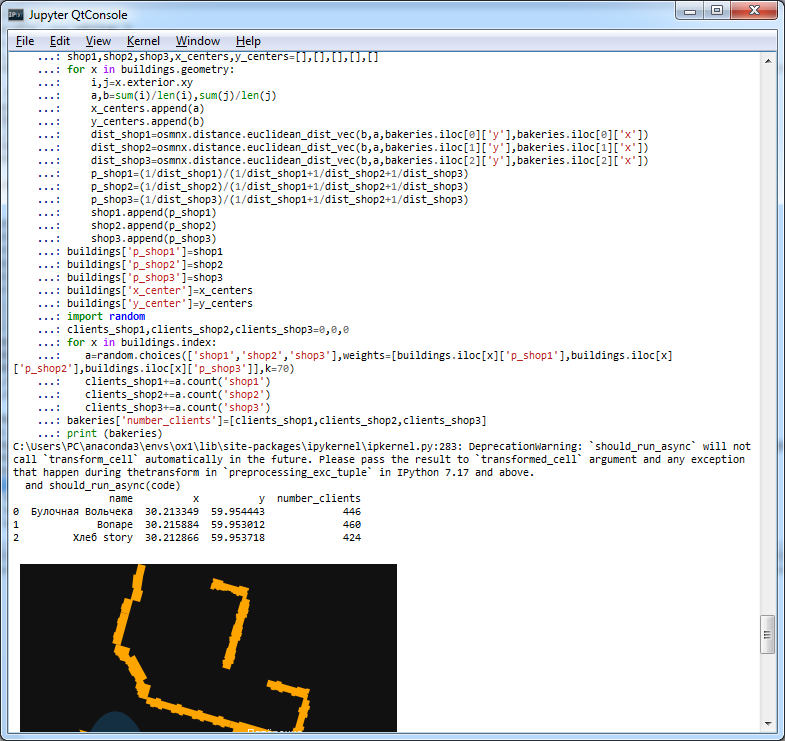 Jupyter QtConsole
File Edit View Kernel Window Help
...: shop1,shop2,shop3,x_centers,y_centers=[],[],[],[],[]
...: for x in buildings.geometry:
...:     i,j=x.exterior.xy
...:     a,b=sum(i)/len(i),sum(j)/len(j)
...:     x_centers.append(a)
...:     y_centers.append(b)
...:     dist_shop1=osmnx.distance.euclidean_dist_vec(b,a,bakeries.iloc[0]['y'],bakeries.iloc[0]['x'])
...:     dist_shop2=osmnx.distance.euclidean_dist_vec(b,a,bakeries.iloc[1]['y'],bakeries.iloc[1]['x'])
...:     dist_shop3=osmnx.distance.euclidean_dist_vec(b,a,bakeries.iloc[2]['y'],bakeries.iloc[2]['x'])
...:     p_shop1=(1/dist_shop1)/(1/dist_shop1+1/dist_shop2+1/dist_shop3)
...:     p_shop2=(1/dist_shop2)/(1/dist_shop1+1/dist_shop2+1/dist_shop3)
...:     p_shop3=(1/dist_shop3)/(1/dist_shop1+1/dist_shop2+1/dist_shop3)
...:     shop1.append(p_shop1)
...:     shop2.append(p_shop2)
...:     shop3.append(p_shop3)
...: buildings['p_shop1']=shop1
...: buildings['p_shop2']=shop2
...: buildings['p_shop3']=shop3
...: buildings['x_center']=x_centers
...: buildings['y_center']=y_centers
...: import random
...: clients_shop1,clients_shop2,clients_shop3=0,0,0
...: for x in buildings.index:
...:    a=random.choices(['shop1','shop2','shop3'],weights=[buildings.iloc[x]['p_shop1'],buildings.iloc[x]
['p_shop2'],buildings.iloc[x]['p_shop3']],k=70)
...:    clients_shop1+=a.count('shop1')
...:    clients_shop2+=a.count('shop2')
...:    clients_shop3+=a.count('shop3')
...: bakeries['number_clients']=[clients_shop1,clients_shop2,clients_shop3]
...: print (bakeries)
C:\Users\PC\anaconda3\envs\ox1\lib\site-packages\ipykernel\ipkernel.py:283: DeprecationWarning: `should_run_async` will not
call `transform_cell` automatically in the future. Please pass the result to `transformed_cell` argument and any exception
that happen during thetransform in `preprocessing_exc_tuple` in IPython 7.17 and above.
and should_run_async(code)
name x y number_clients
0 Булочная Вольчека 30.213349 59.954443 446
1 Bonape 30.215884 59.953012 460
2 Хлеб story 30.212866 59.953718 424